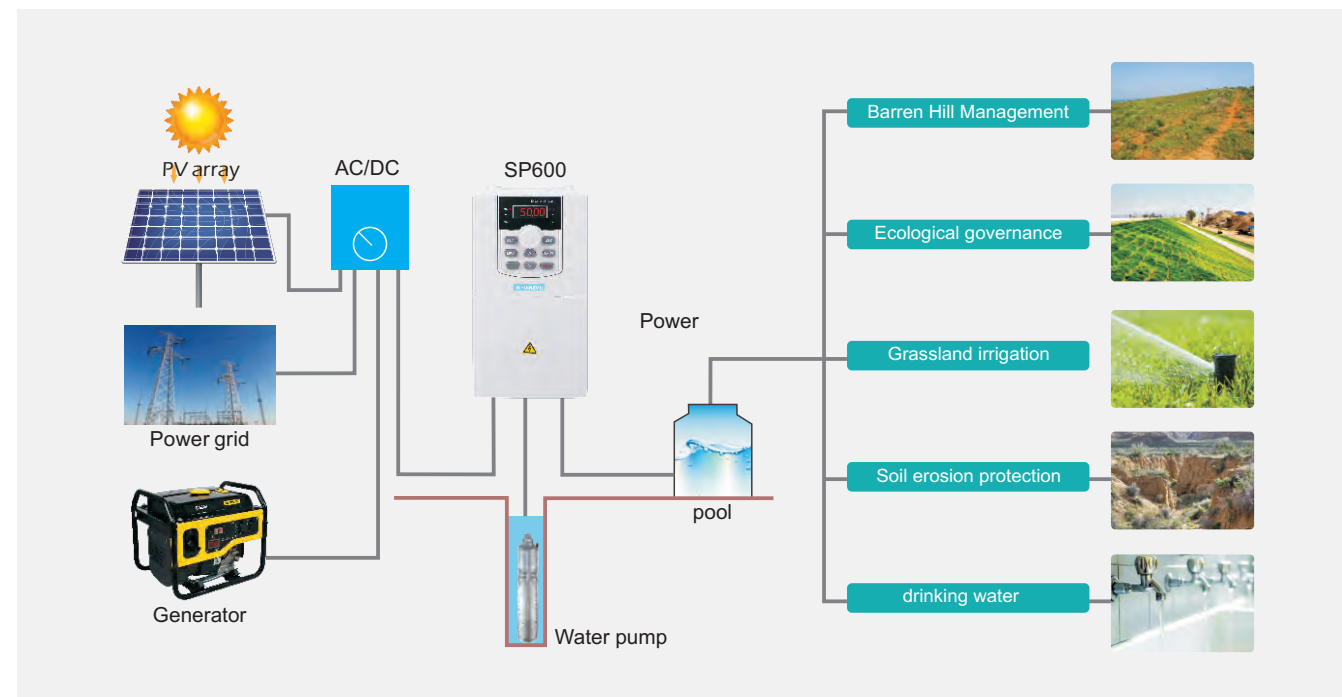 PV array
AC/DC
SP600
50.00
Power grid
Generator
Water pump
Power
pool
Barren Hill Management
Ecological governance
Grassland irrigation
Soil erosion protection
drinking water